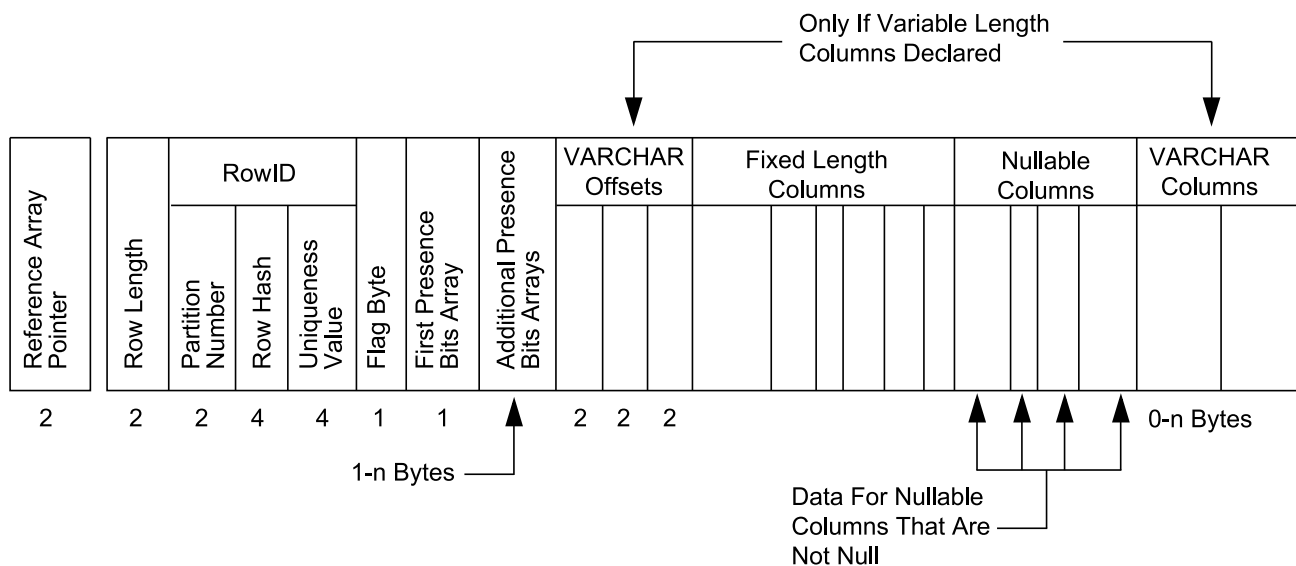 Only If Variable Length
Columns Declared
Reference Array
Pointer
Row Length
RowID
Partition
Number
Row Hash
Uniqueness
Value
Flag Byte
First Presence
Bits Array
Additional Presence
Bits Arrays
VARCHAR
Offsets
Fixed Length
Columns
Nullable
Columns
VARCHAR
Columns
2 2 2 4 4 1 1 2 2 2 0-n Bytes
1-n Bytes
Data For Nullable
Columns That Are
Not Null